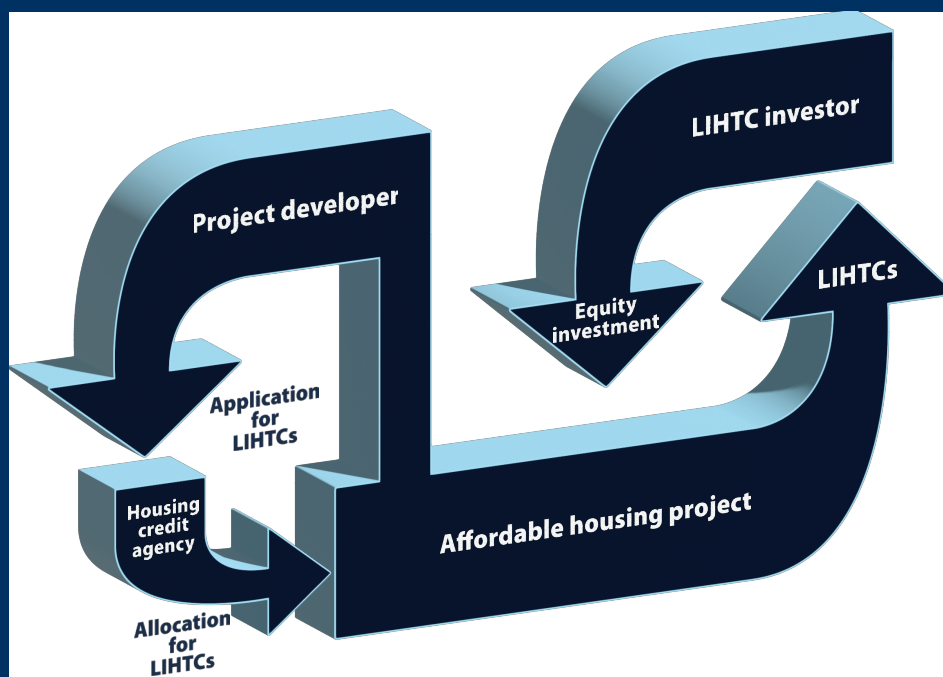 LIHTC investor
Project developer
LIHTCs
Equity
investment
Application
for
LIHTCs
Housing
credit
agency
Affordable housing project
Allocation
for
LIHTCs